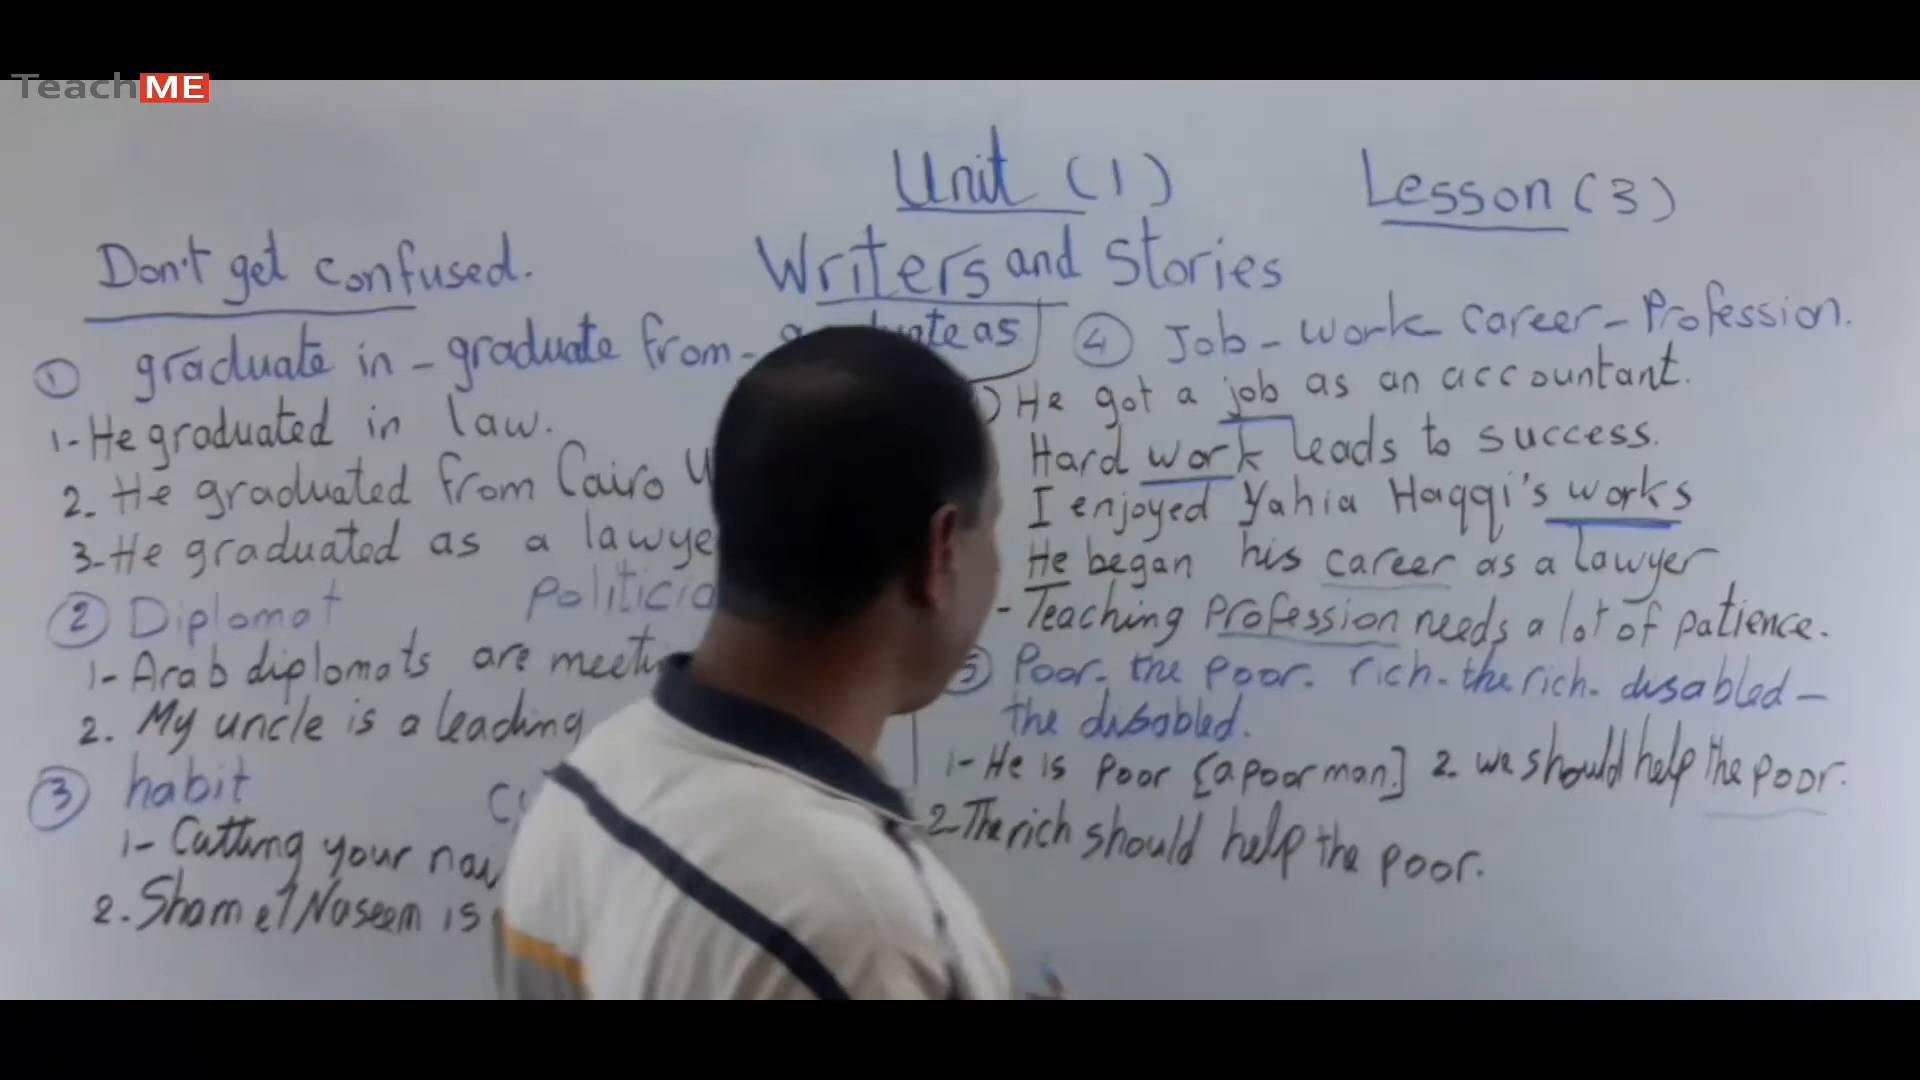 TeachME
Unit (1)
Lesson (3)
Writers and Stories
Don't get confused.
① graduate in - graduate from - as
1- He graduated in law.
2. He graduated from Cairo
3- He graduated as a
② Diplomat
1- Arab diplomats are
2. My uncle is a leading
③ habit
1- Cutting your
2. Sham el Naseem is
④ Job - work - career - Profession.
He got a job as an accountant.
Hard work leads to success.
I enjoyed Yahia Haqqi's works
He began his career as a lawyer
- Teaching Profession needs a lot of patience.
⑤ Poor - the poor - rich - the rich - disabled -
the disabled.
1- He is Poor [a poor man.] 2. we should help the poor.
2- The rich should help the poor.